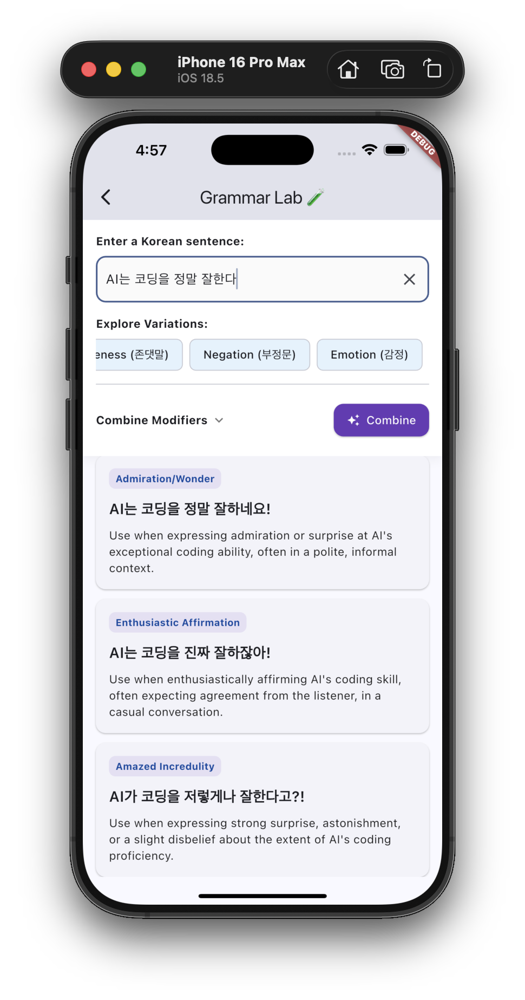 iPhone 16 Pro Max
iOS 18.5
4:57
DEBUG
Grammar Lab
Enter a Korean sentence:
AI는 코딩을 정말 잘한다
Explore Variations:
eness (존댓말)
Negation (부정문)
Emotion (감정)
Combine Modifiers
Combine
Admiration/Wonder
AI는 코딩을 정말 잘하네요!
Use when expressing admiration or surprise at AI's
exceptional coding ability, often in a polite, informal
context.
Enthusiastic Affirmation
AI는 코딩을 진짜 잘하잖아!
Use when enthusiastically affirming AI's coding skill,
often expecting agreement from the listener, in a
casual conversation.
Amazed Incredulity
AI가 코딩을 저렇게나 잘한다고?!
Use when expressing strong surprise, astonishment,
or a slight disbelief about the extent of AI's coding
proficiency.